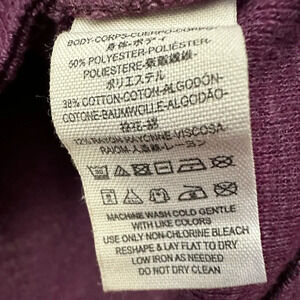 BODY-CORPS-CUERPO-CORPO-
身体-ボディ
50% POLYESTER-POLIÉSTER-
POLIESTERE-聚酯纖維-
ポリエステル
38% COTTON-COTON-ALGODÓN-
COTONE-BAUMWOLLE-ALGODÃO-
棉花-綿
12% RAYON-RAYONNE-VISCOSA
RAION-人造絲-レーヨン
MACHINE WASH COLD GENTLE
WITH LIKE COLORS
USE ONLY NON-CHLORINE BLEACH
RESHAPE & LAY FLAT TO DRY
LOW IRON AS NEEDED
DO NOT DRY CLEAN